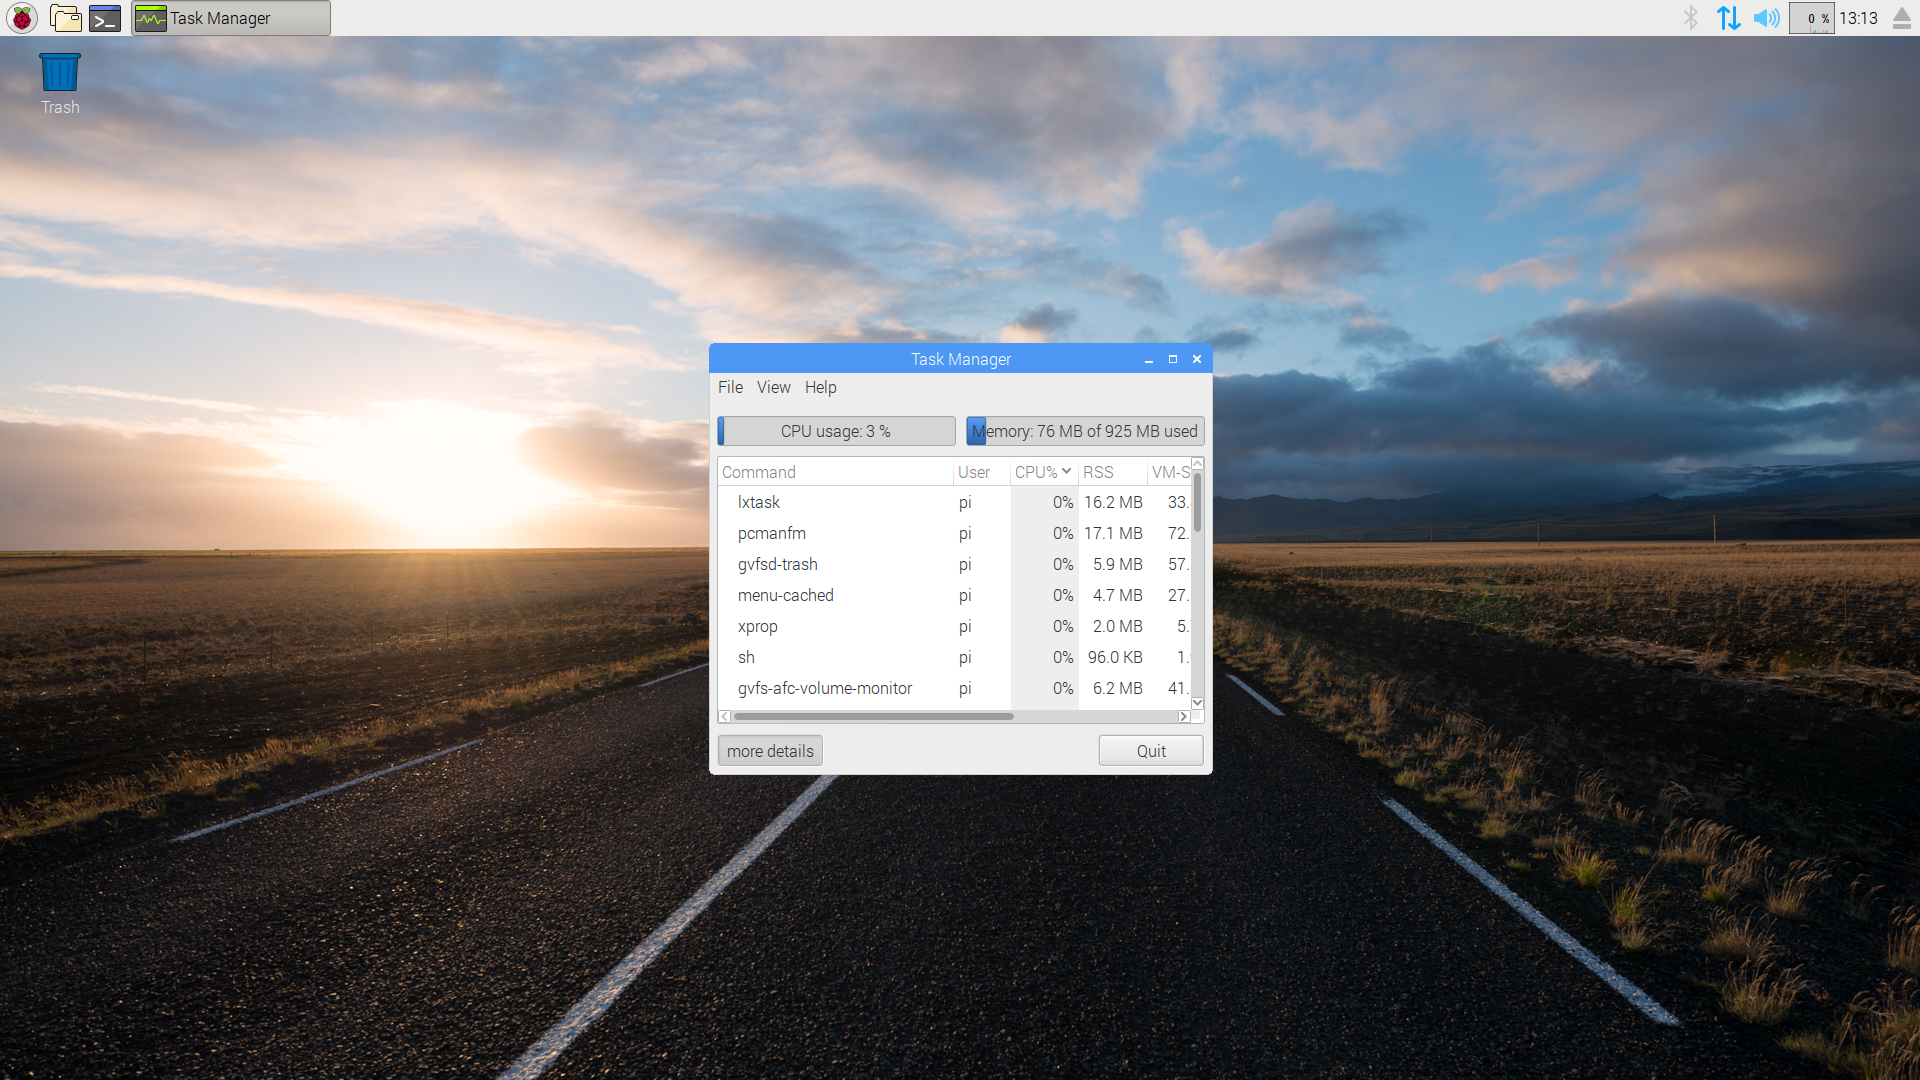 Task Manager
0 %
13:13
Trash
Task Manager
File View Help
CPU usage: 3 %
Memory: 76 MB of 925 MB used
Command User CPU% RSS VM-S
lxtask pi 0% 16.2 MB 33.
pcmanfm pi 0% 17.1 MB 72.
gvfsd-trash pi 0% 5.9 MB 57.
menu-cached pi 0% 4.7 MB 27.
xprop pi 0% 2.0 MB 5.
sh pi 0% 96.0 KB 1.
gvfs-afc-volume-monitor pi 0% 6.2 MB 41.
more details
Quit